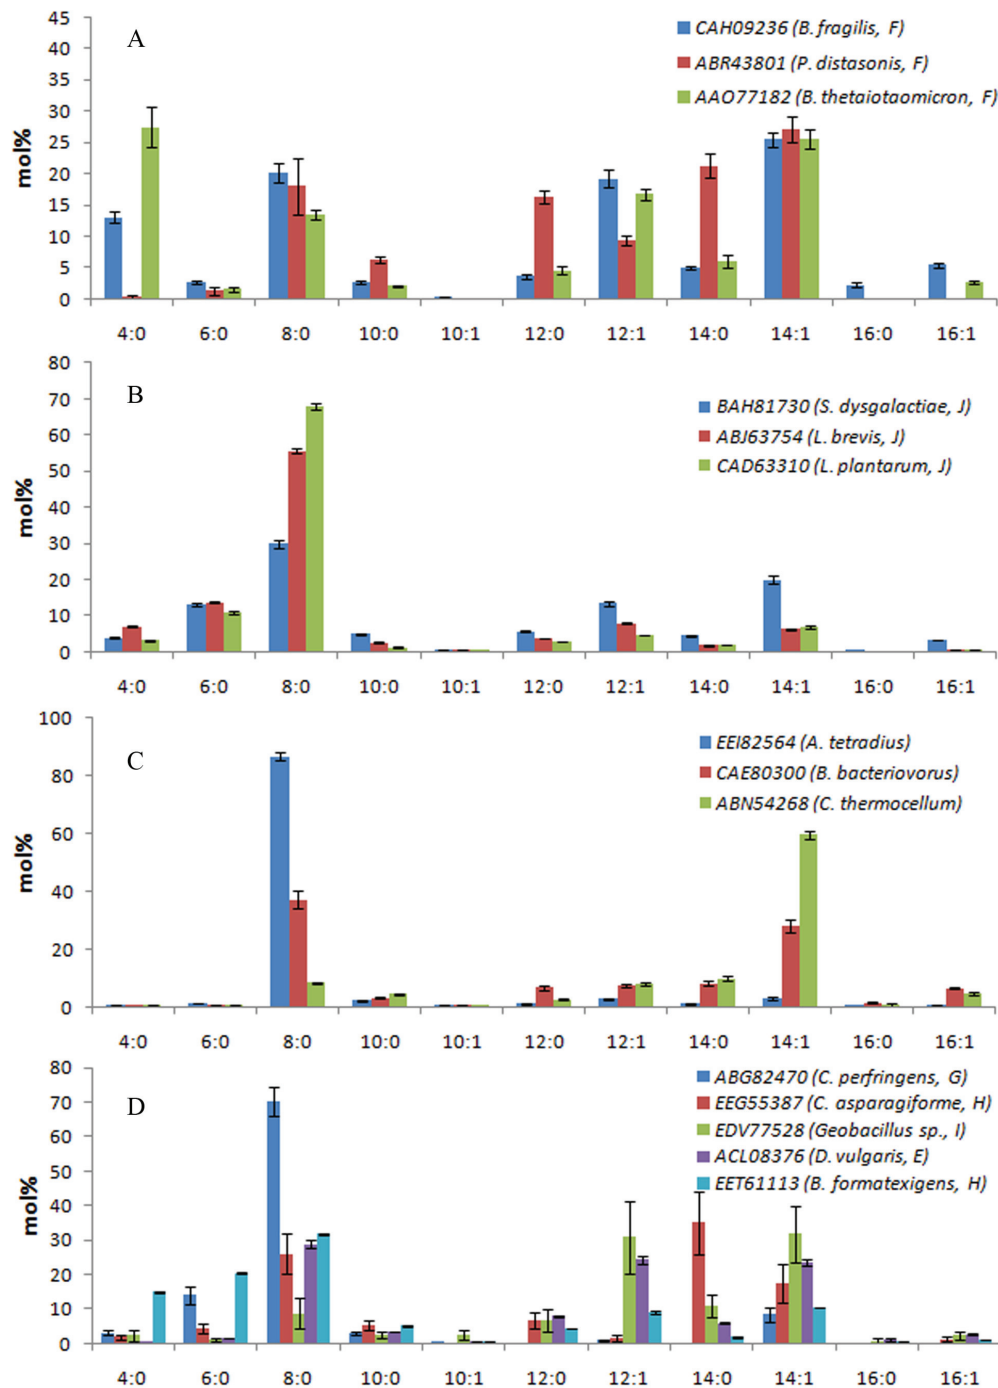 A
mol%
45
40
35
30
25
20
15
10
5
0
CAH09236 (B. fragilis, F)
ABR43801 (P. distasonis, F)
AAO77182 (B. thetaiotaomicron, F)
4:0 6:0 8:0 10:0 10:1 12:0 12:1 14:0 14:1 16:0 16:1
B
mol%
80
70
60
50
40
30
20
10
0
BAH81730 (S. dysgalactiae, J)
ABJ63754 (L. brevis, J)
CAD63310 (L. plantarum, J)
4:0 6:0 8:0 10:0 10:1 12:0 12:1 14:0 14:1 16:0 16:1
C
mol%
100
80
60
40
20
0
EEI82564 (A. tetradius)
CAE80300 (B. bacteriovorus)
ABN54268 (C. thermocellum)
4:0 6:0 8:0 10:0 10:1 12:0 12:1 14:0 14:1 16:0 16:1
D
mol%
80
70
60
50
40
30
20
10
0
ABG82470 (C. perfringens, G)
EEG55387 (C. asparagiforme, H)
EDV77528 (Geobacillus sp., I)
ACL08376 (D. vulgaris, E)
EET61113 (B. formatexigens, H)
4:0 6:0 8:0 10:0 10:1 12:0 12:1 14:0 14:1 16:0 16:1